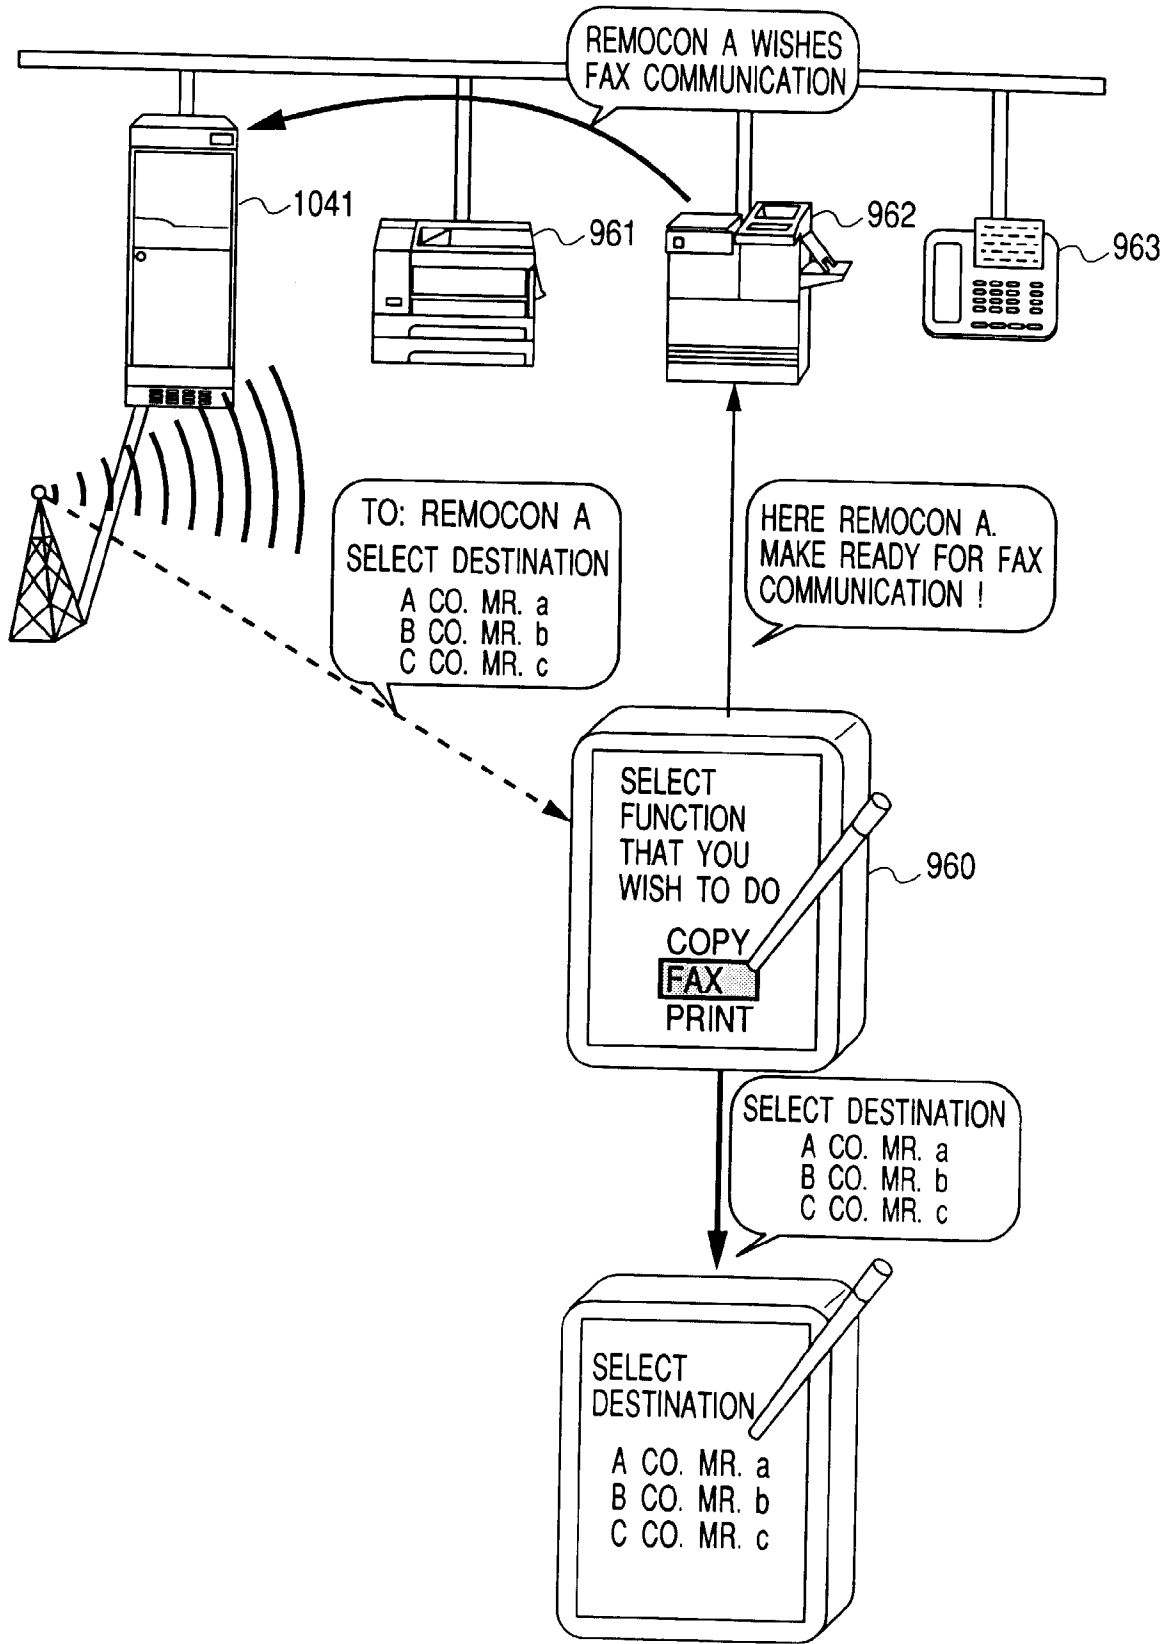 REMOCON A WISHES
FAX COMMUNICATION
1041
961
962
963
TO: REMOCON A
SELECT DESTINATION
A CO. MR. a
B CO. MR. b
C CO. MR. c
HERE REMOCON A.
MAKE READY FOR FAX
COMMUNICATION !
SELECT
FUNCTION
THAT YOU
WISH TO DO
COPY
FAX
PRINT
960
SELECT DESTINATION
A CO. MR. a
B CO. MR. b
C CO. MR. c
SELECT
DESTINATION
A CO. MR. a
B CO. MR. b
C CO. MR. c